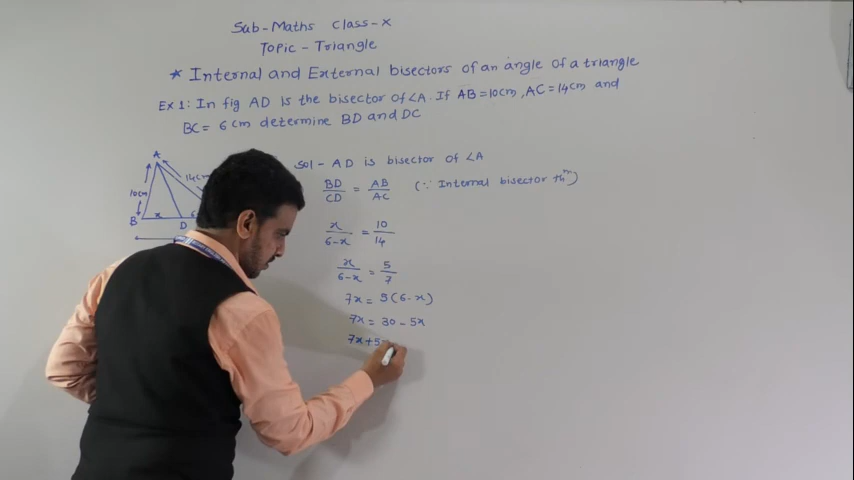 Sub-Maths Class-X
Topic - Triangle
* Internal and External bisectors of an angle of a triangle
Ex 1: In fig AD is the bisector of ∠A. If AB=10cm, AC=14cm and
BC= 6cm determine BD and DC
A
14cm
10cm
B x D 6
Sol- AD is bisector of ∠A
BD/CD = AB/AC (∵ Internal bisector thm)
x/6-x = 10/14
x/6-x = 5/7
7x = 5(6-x)
7x = 30 - 5x
7x+5